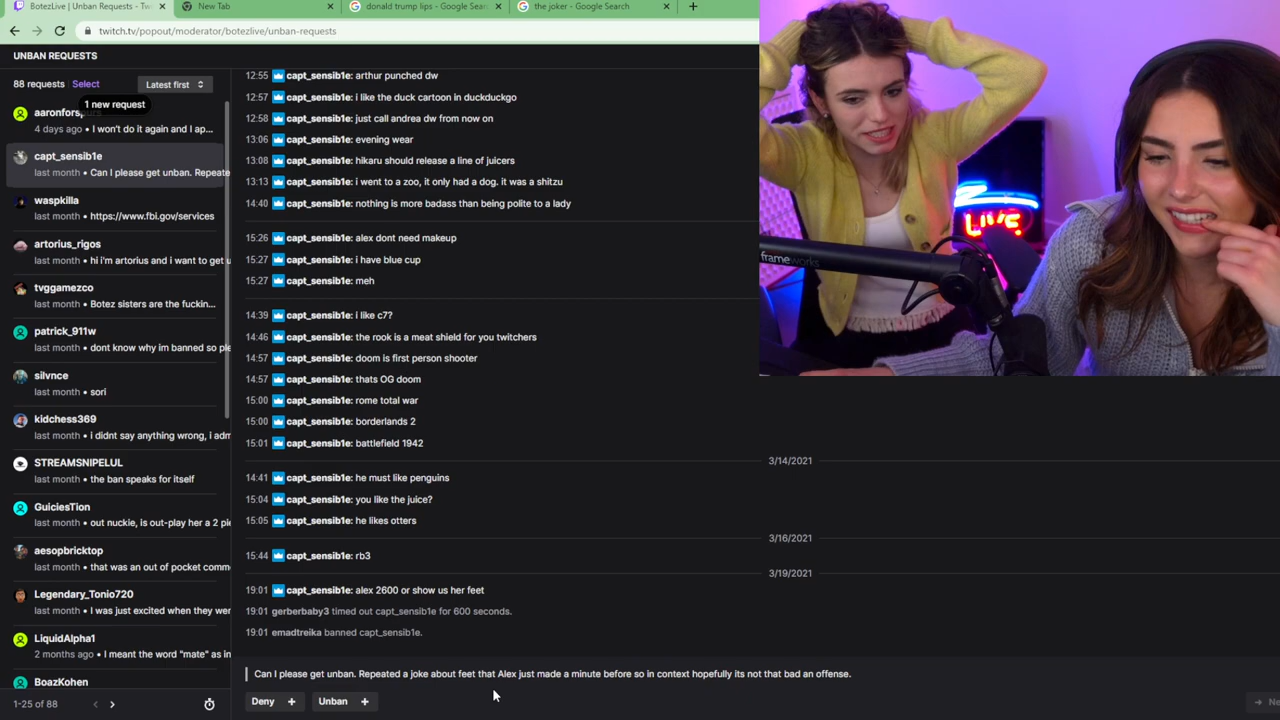 BotezLive | Unban Requests - Tw
New Tab
donald trump lips - Google Sear
the joker - Google Search
twitch.tv/popout/moderator/botezlive/unban-requests
UNBAN REQUESTS
88 requests Select
Latest first
1 new request
4 days ago • I won't do it again and I ap...
capt_sensib1e
last month • Can I please get unban. Repeate
waspkilla
last month • https://www.fbi.gov/services
artorius_rigos
last month • hi i'm artorius and i want to get u
tvggamezco
last month • Botez sisters are the fuckin...
patrick_911w
last month • dont know why im banned so ple
silvnce
last month • sori
kidchess369
last month • i didnt say anything wrong, i adm
STREAMSNIPELUL
last month • the ban speaks for itself
GuiciesTion
last month • out nuckie, is out-play her a 2 pie
aesopbricktop
last month • that was an out of pocket comm
Legendary_Tonio720
last month • I was just excited when they wer
LiquidAlpha1
2 months ago • I meant the word "mate" as in
BoazKohen
1-25 of 88
12:55 capt_sensib1e: arthur punched dw
12:57 capt_sensib1e: i like the duck cartoon in duckduckgo
12:58 capt_sensib1e: just call andrea dw from now on
13:06 capt_sensib1e: evening wear
13:08 capt_sensib1e: hikaru should release a line of juicers
13:13 capt_sensib1e: i went to a zoo, it only had a dog. it was a shitzu
14:40 capt_sensib1e: nothing is more badass than being polite to a lady
15:26 capt_sensib1e: alex dont need makeup
15:27 capt_sensib1e: i have blue cup
15:27 capt_sensib1e: meh
14:39 capt_sensib1e: i like c7?
14:46 capt_sensib1e: the rook is a meat shield for you twitchers
14:57 capt_sensib1e: doom is first person shooter
14:57 capt_sensib1e: thats OG doom
15:00 capt_sensib1e: rome total war
15:00 capt_sensib1e: borderlands 2
15:01 capt_sensib1e: battlefield 1942
3/14/2021
14:41 capt_sensib1e: he must like penguins
15:04 capt_sensib1e: you like the juice?
15:05 capt_sensib1e: he likes otters
3/16/2021
15:44 capt_sensib1e: rb3
3/19/2021
19:01 capt_sensib1e: alex 2600 or show us her feet
19:01 gerberbaby3 timed out capt_sensib1e for 600 seconds.
19:01 emadtreika banned capt_sensib1e.
Can I please get unban. Repeated a joke about feet that Alex just made a minute before so in context hopefully its not that bad an offense.
Deny + Unban +
LIVE
frameworks